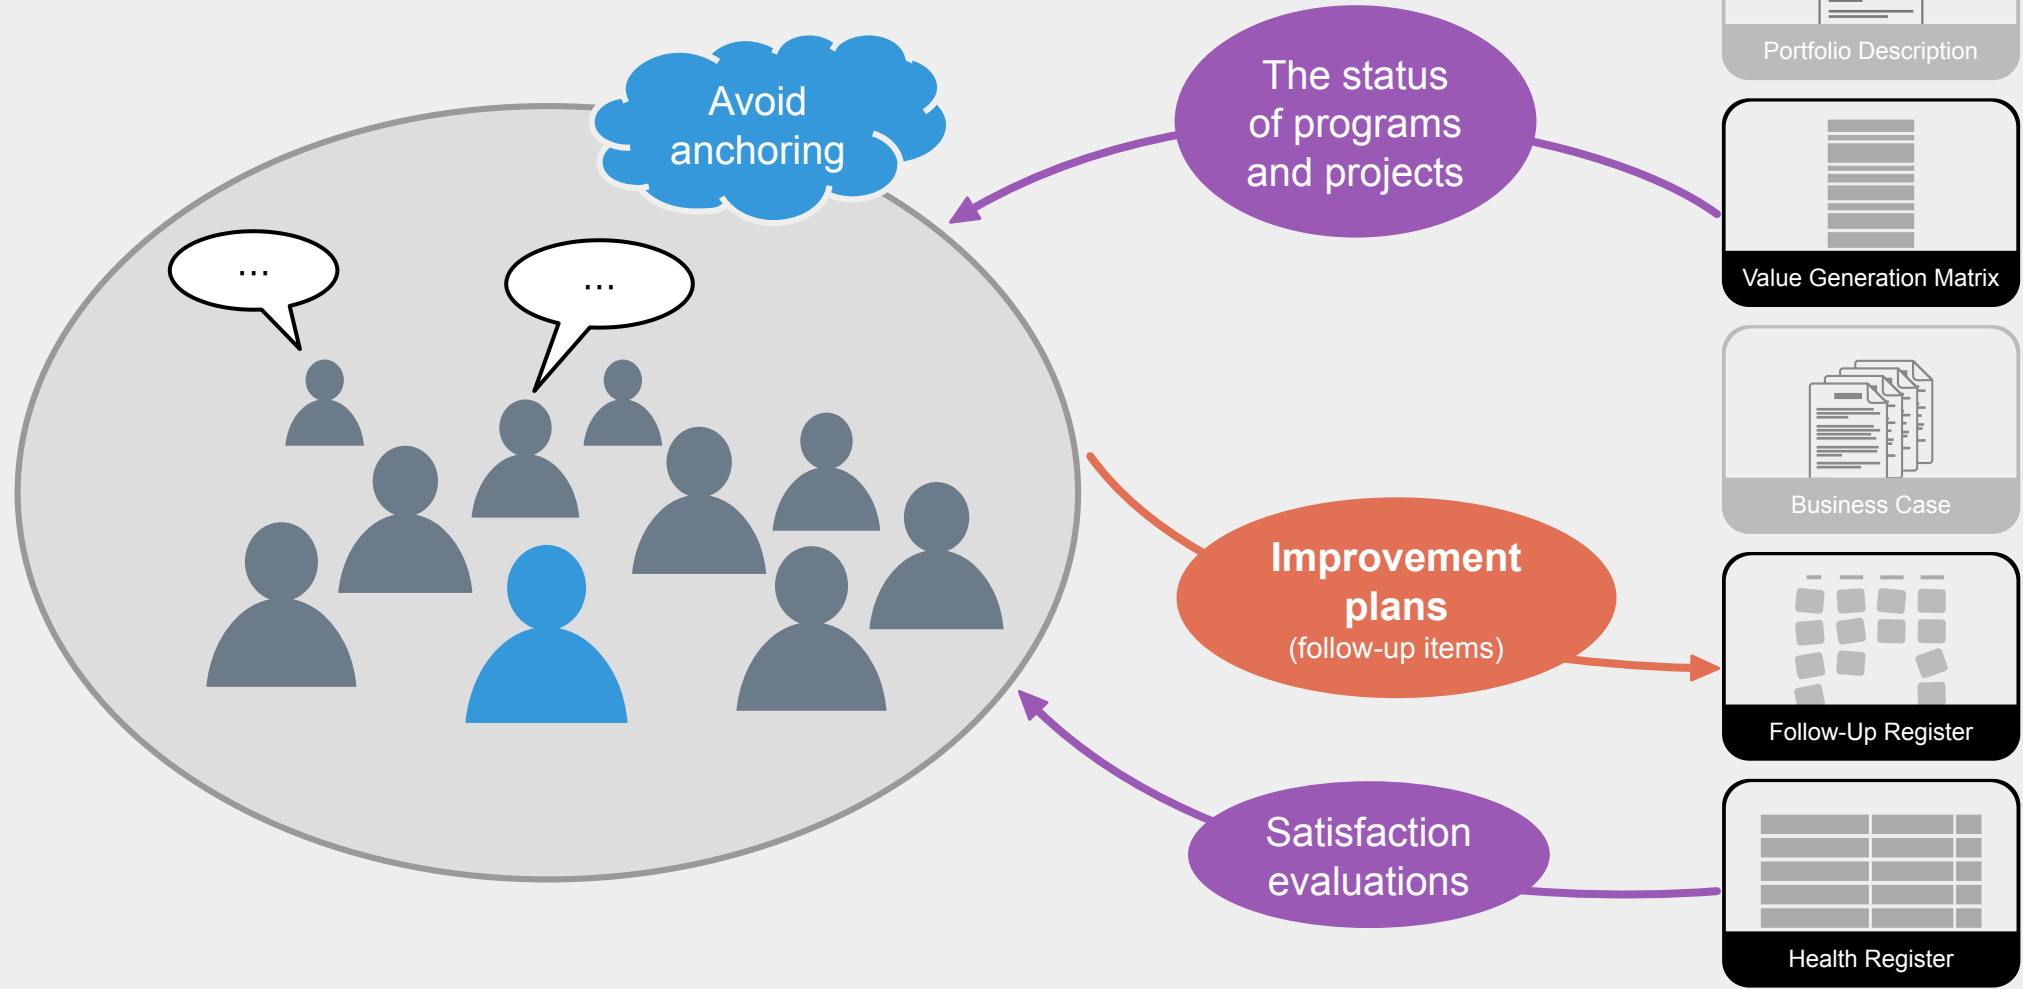 Avoid
anchoring
...
...
The status
of programs
and projects
Improvement
plans
(follow-up items)
Satisfaction
evaluations
Portfolio Description
Value Generation Matrix
Business Case
Follow-Up Register
Health Register